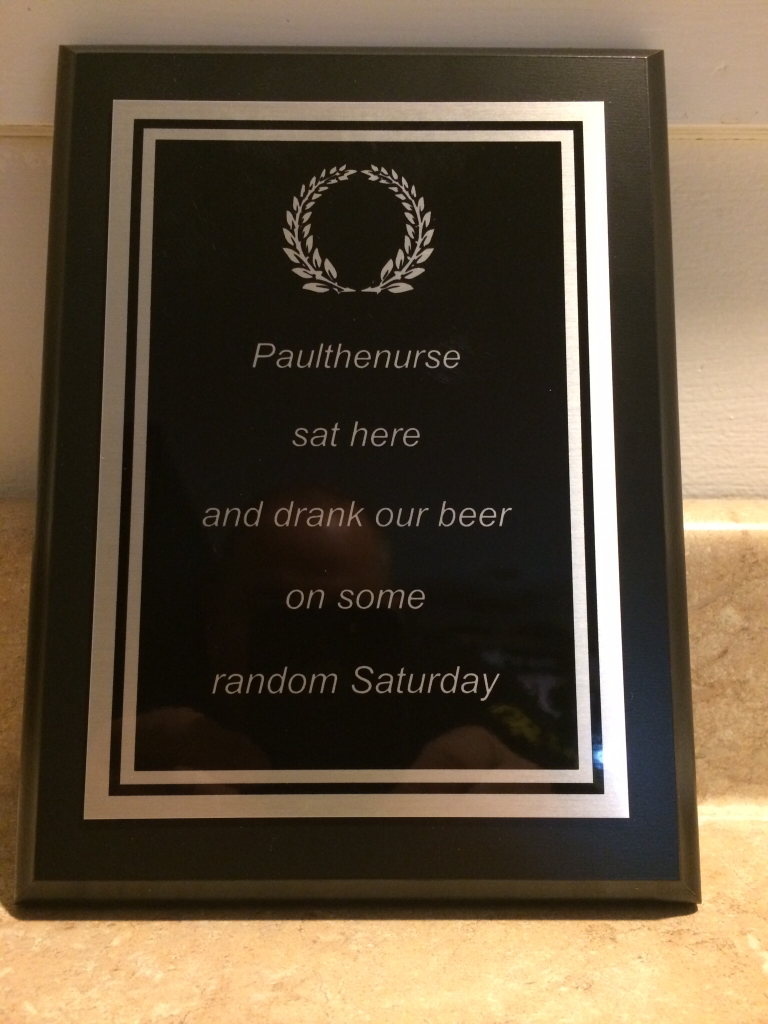 Paulthenurse
sat here
and drank our beer
on some
random Saturday